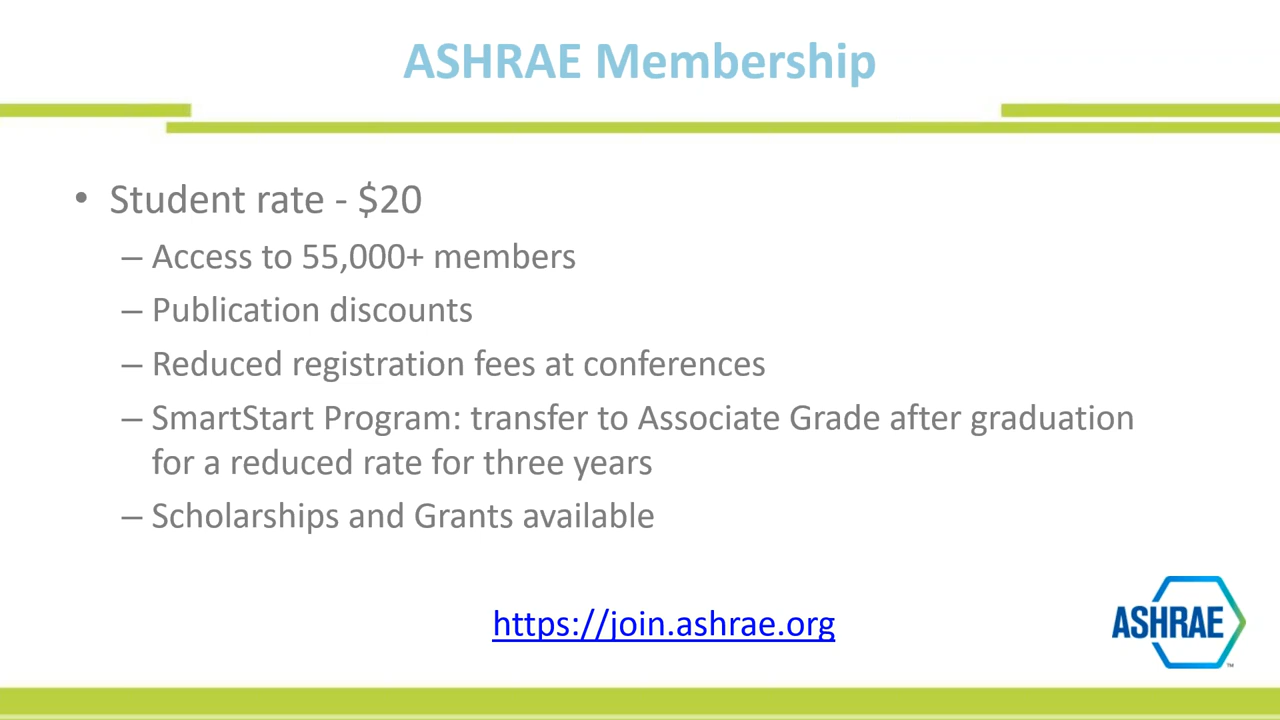 ASHRAE Membership
• Student rate - $20
– Access to 55,000+ members
– Publication discounts
– Reduced registration fees at conferences
– SmartStart Program: transfer to Associate Grade after graduation
for a reduced rate for three years
– Scholarships and Grants available
https://join.ashrae.org
ASHRAE
TM